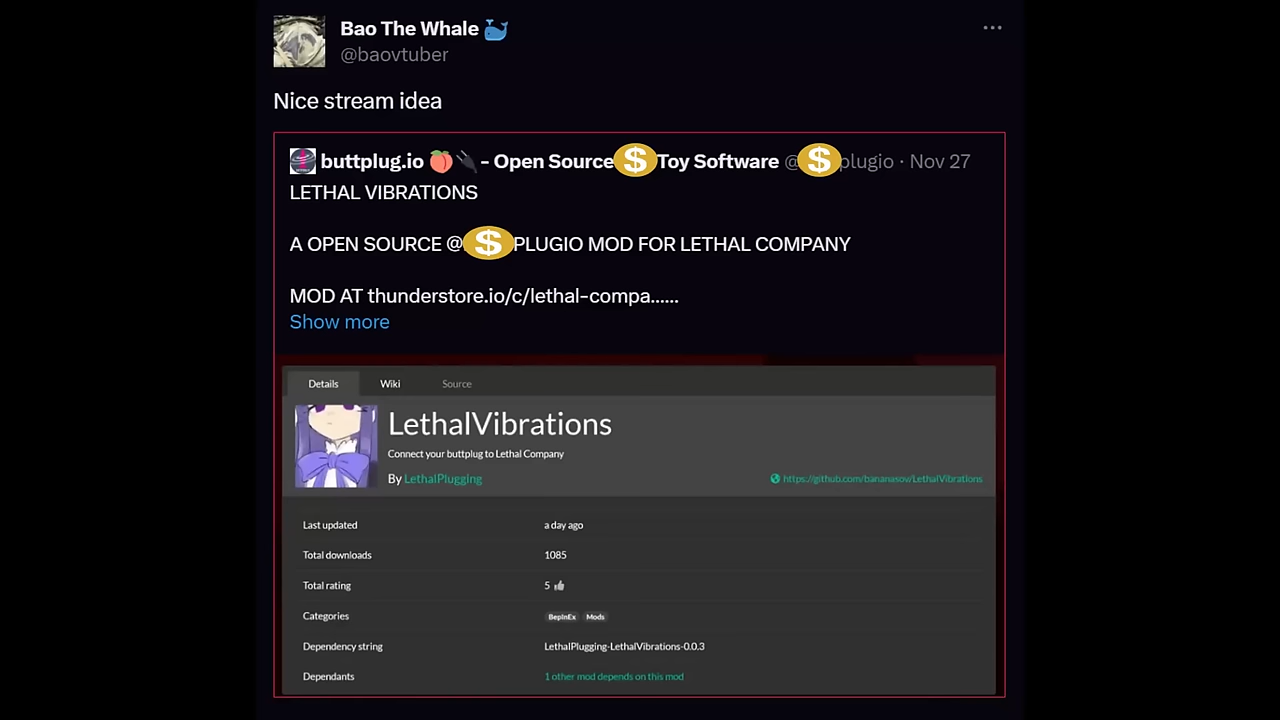 Bao The Whale 🐳
@baovtuber
Nice stream idea
buttplug.io 🍑🔌 - Open Source $ Toy Software @$plugio · Nov 27
LETHAL VIBRATIONS
A OPEN SOURCE @$PLUGIO MOD FOR LETHAL COMPANY
MOD AT thunderstore.io/c/lethal-compa......
Show more
Details Wiki Source
LethalVibrations
Connect your buttplug to Lethal Company
By LethalPlugging https://github.com/bananasov/LethalVibrations
Last updated a day ago
Total downloads 1085
Total rating 5
Categories BepInEx Mods
Dependency string LethalPlugging-LethalVibrations-0.0.3
Dependants 1 other mod depends on this mod